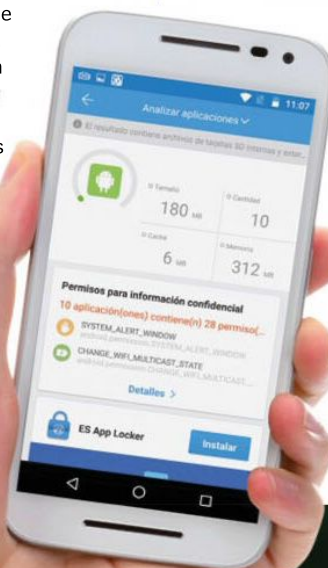 e
n
s
11:07
Analizar aplicaciones
El resultado contiene archivos de tarjetas SD internas y exter...
Tamaño
180 MB
Cantidad
10
Caché
6 MB
Memoria
312 MB
Permisos para información confidencial
10 aplicación(ones) contiene(n) 28 permiso(...
SYSTEM_ALERT_WINDOW
android.permission.SYSTEM_ALERT_WINDOW
CHANGE_WIFI_MULTICAST_STATE
android.permission.CHANGE_WIFI_MULTICAST_...
Detalles >
ES App Locker
Instalar